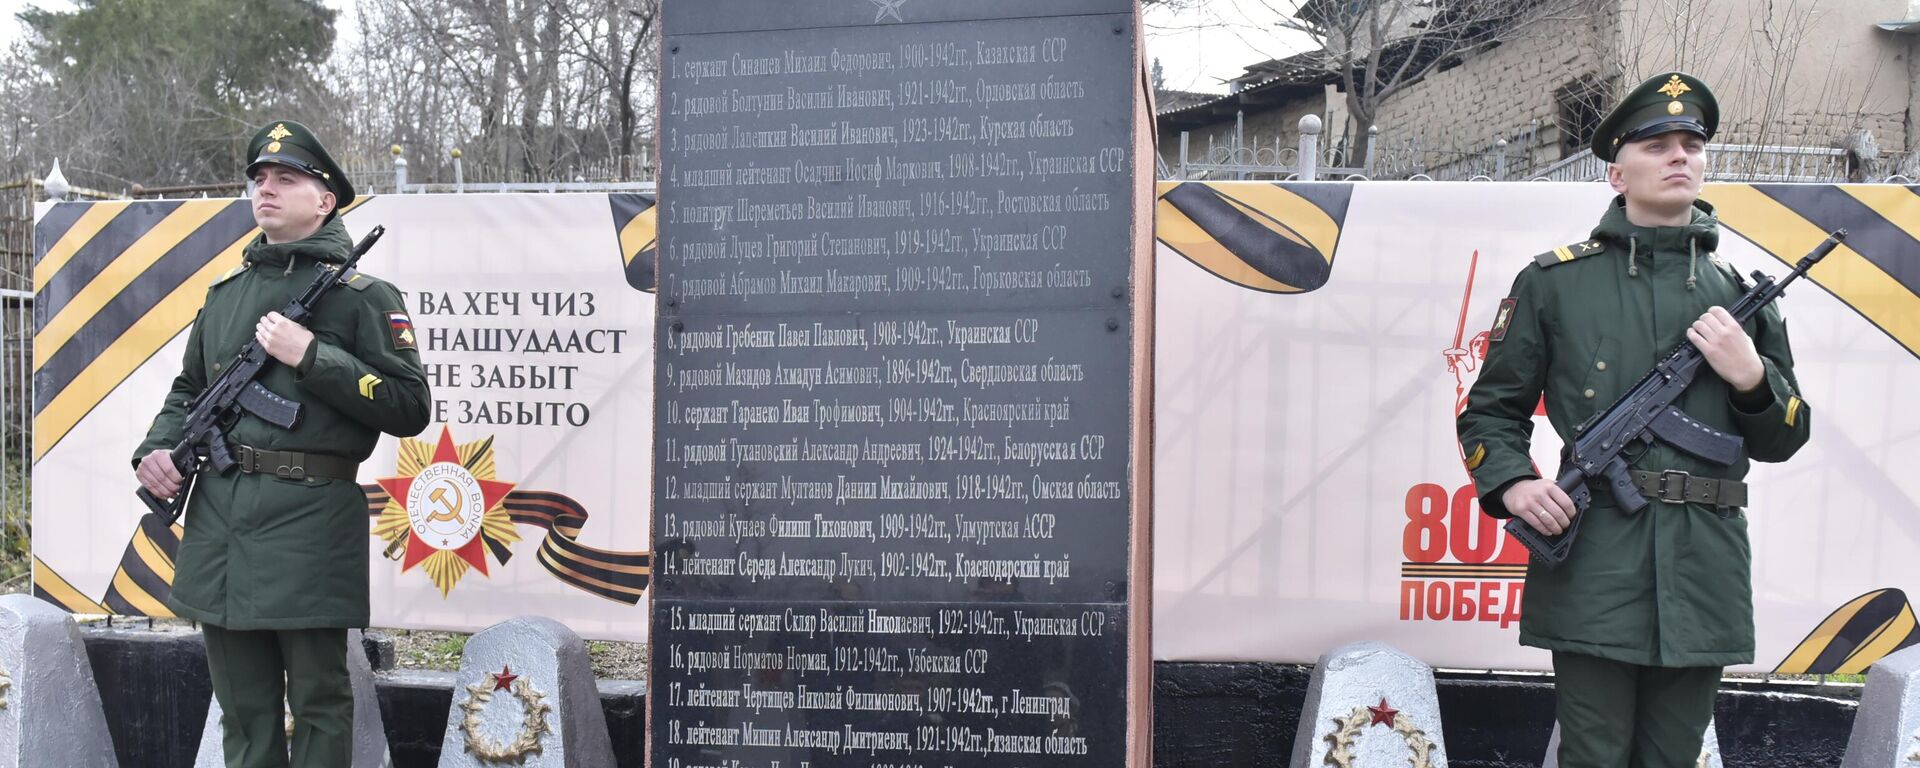 1. сержант Синашев Михаил Федорович, 1900-1942гг., Казахская ССР
2. рядовой Болтунин Василий Иванович, 1921-1942гг., Орловская область
3. рядовой Лапешкин Василий Иванович, 1923-1942гг., Курская область
4. младший лейтенант Осадчин Иосиф Маркович, 1908-1942гг., Украинская ССР
5. политрук Шереметьев Василий Иванович, 1916-1942гг., Ростовская область
6. рядовой Луцев Григорий Степанович, 1919-1942гг., Украинская ССР
7. рядовой Абрамов Михаил Макарович, 1909-1942гг., Горьковская область
8. рядовой Гребеник Павел Павлович, 1908-1942гг., Украинская ССР
9. рядовой Мазидов Ахмадун Асимович, 1896-1942гг., Свердловская область
10. сержант Таранеко Иван Трофимович, 1904-1942гг., Красноярский край
11. рядовой Тухановский Александр Андреевич, 1924-1942гг., Белорусская ССР
12. младший сержант Мултанов Даниил Михайлович, 1918-1942гг., Омская область
13. рядовой Кунаев Филипп Тихонович, 1909-1942гг., Удмуртская АССР
14. лейтенант Середа Александр Лукич, 1902-1942гг., Краснодарский край
15. младший сержант Скляр Василий Николаевич, 1922-1942гг., Украинская ССР
16. рядовой Норматов Норман, 1912-1942гг., Узбекская ССР
17. лейтенант Чертищев Николай Филимонович, 1907-1942гг., г Ленинград
18. лейтенант Мишин Александр Дмитриевич, 1921-1942гг.,Рязанская область
ВА ХЕЧ ЧИЗ
НАШУДААСТ
НЕ ЗАБЫТ
Е ЗАБЫТО
ОТЕЧЕСТВЕННАЯ ВОЙНА
80
ПОБЕД